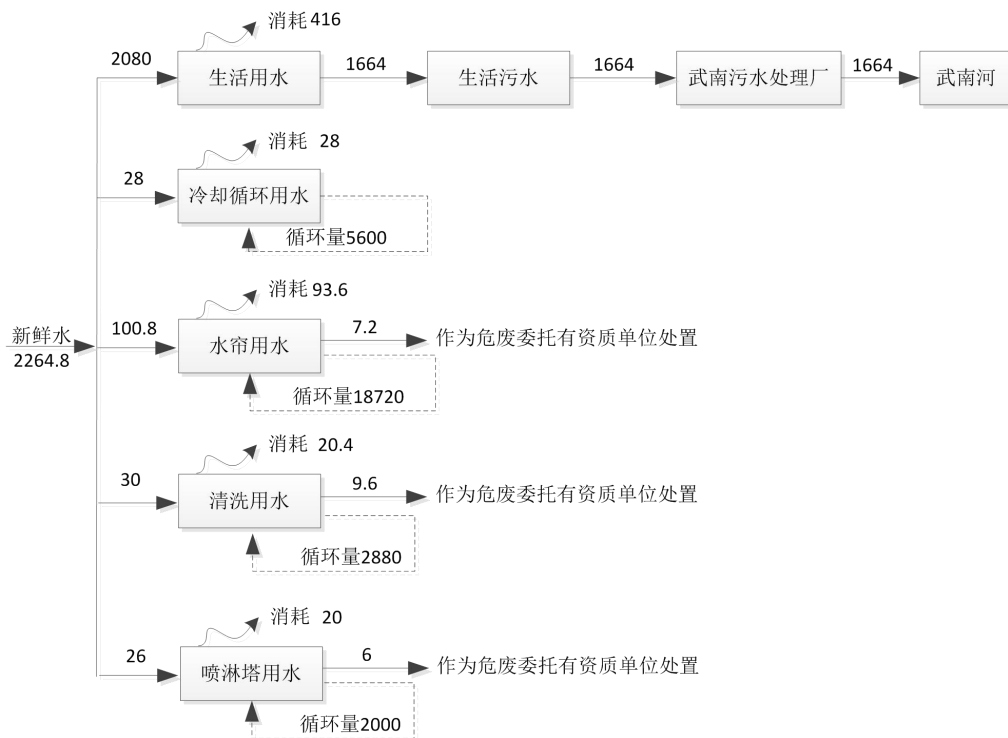 消耗 416
2080
生活用水
1664
生活污水
1664
武南污水处理厂
1664
武南河
消耗 28
28
冷却循环用水
循环量5600
消耗 93.6
新鲜水
2264.8
100.8
水帘用水
7.2
作为危废委托有资质单位处置
循环量18720
消耗 20.4
30
清洗用水
9.6
作为危废委托有资质单位处置
循环量2880
消耗 20
26
喷淋塔用水
6
作为危废委托有资质单位处置
循环量2000